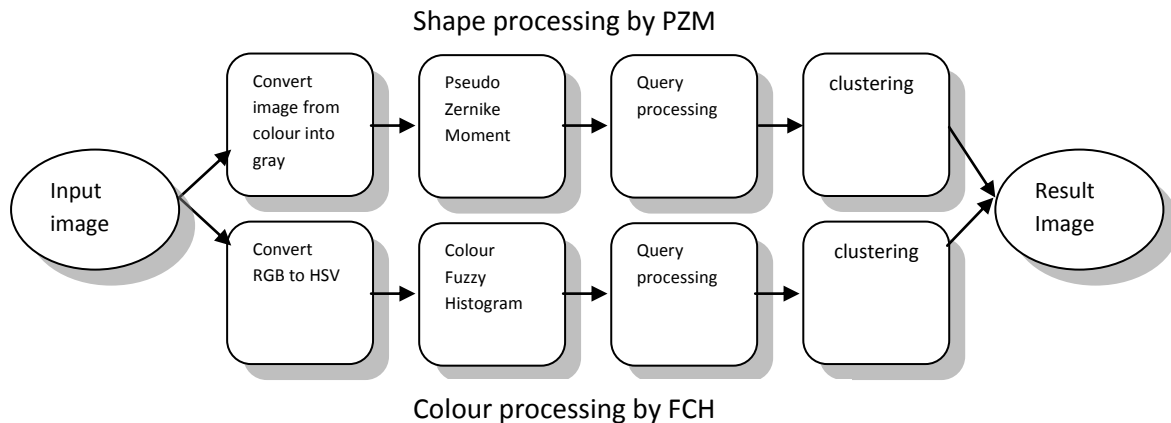 Shape processing by PZM
Input
image
Convert
image from
colour into
gray
Pseudo
Zernike
Moment
Query
processing
clustering
Convert
RGB to HSV
Colour
Fuzzy
Histogram
Query
processing
clustering
Result
Image
Colour processing by FCH